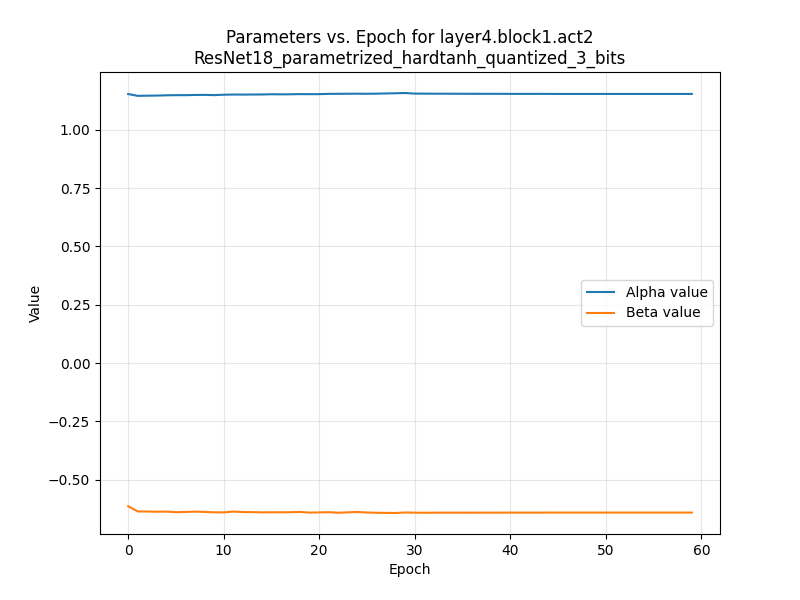 Parameters vs. Epoch for layer4.block1.act2
ResNet18_parametrized_hardtanh_quantized_3_bits
Value
1.00
0.75
0.50
0.25
0.00
−0.25
−0.50
Alpha value
Beta value
0 10 20 30 40 50 60
Epoch